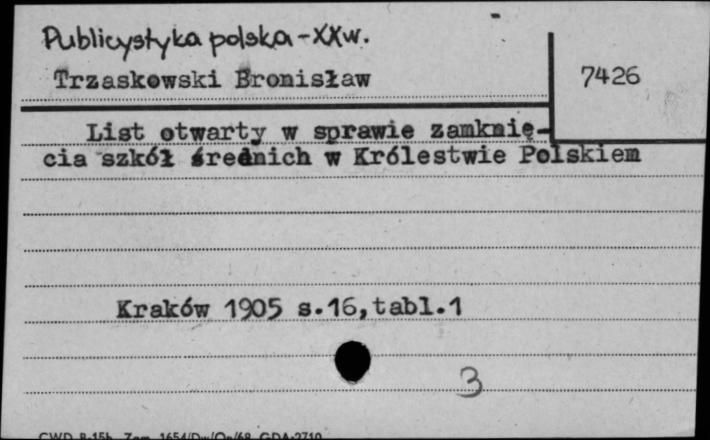 Publicystyka polska-XXw.
Trzaskowski Bronisław
7426
List otwarty w sprawie zamknię-
cia szkół średnich w Królestwie Polskiem
Kraków 1905 s.16,tabl.1
3